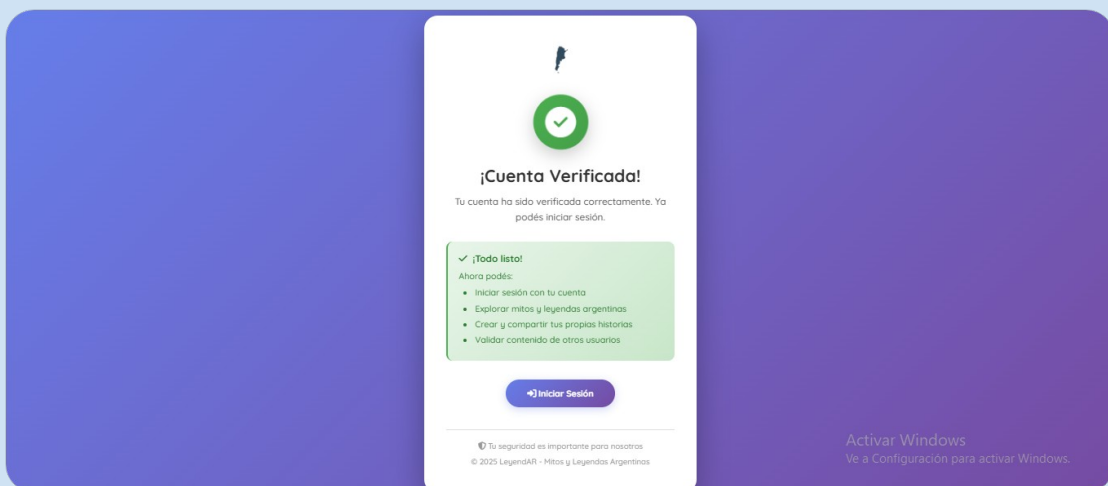 ¡Cuenta Verificada!
Tu cuenta ha sido verificada correctamente. Ya
podés iniciar sesión.
¡Todo listo!
Ahora podés:
Iniciar sesión con tu cuenta
Explorar mitos y leyendas argentinas
Crear y compartir tus propias historias
Validar contenido de otros usuarios
Iniciar Sesión
Tu seguridad es importante para nosotros
© 2025 LeyendAR - Mitos y Leyendas Argentinas
Activar Windows
Ve a Configuración para activar Windows.